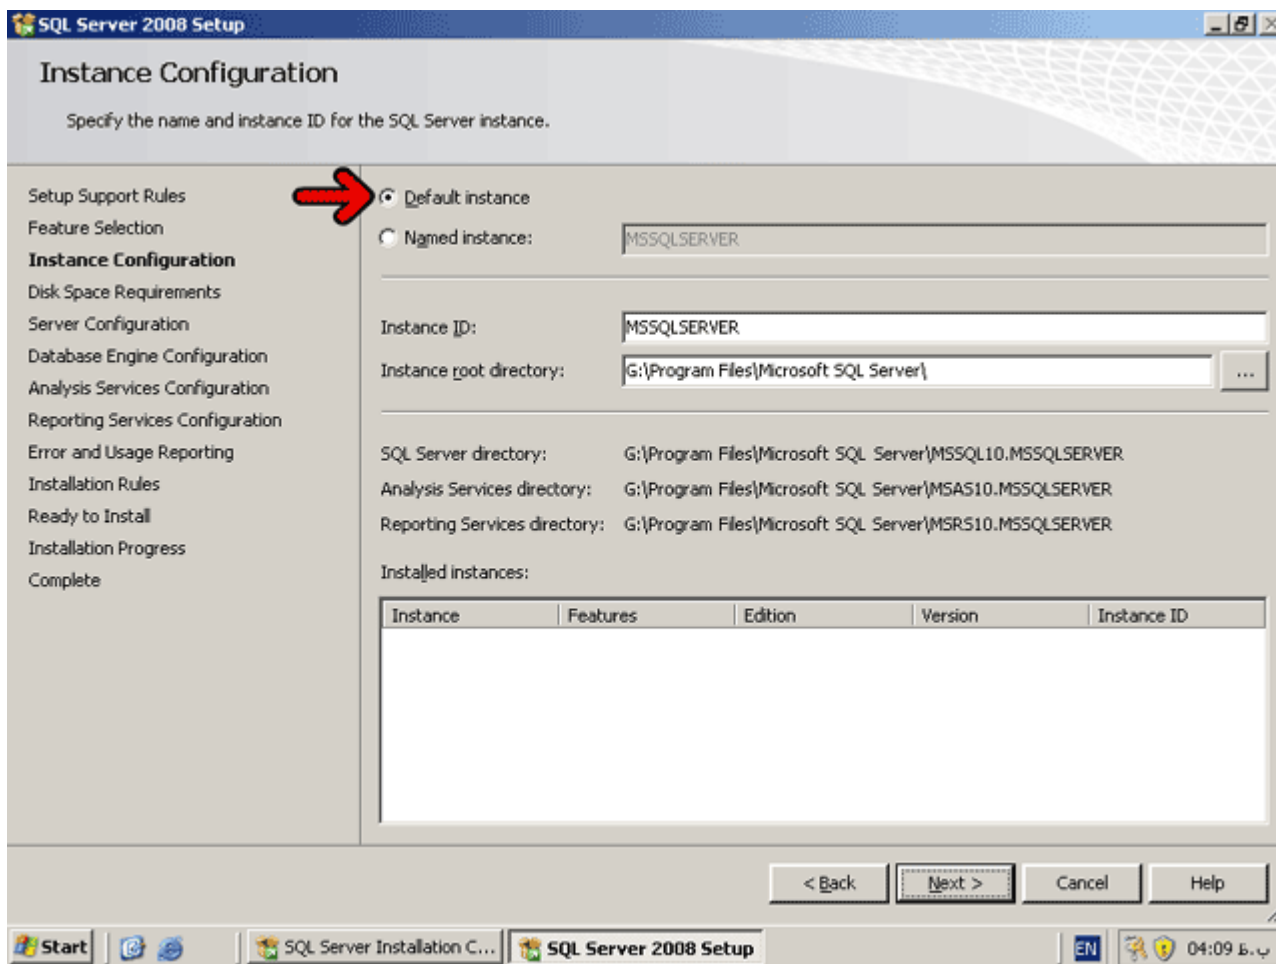 SQL Server 2008 Setup
Instance Configuration
Specify the name and instance ID for the SQL Server instance.
Setup Support Rules
Feature Selection
Instance Configuration
Disk Space Requirements
Server Configuration
Database Engine Configuration
Analysis Services Configuration
Reporting Services Configuration
Error and Usage Reporting
Installation Rules
Ready to Install
Installation Progress
Complete
Default instance
Named instance: MSSQLSERVER
Instance ID: MSSQLSERVER
Instance root directory: G:\Program Files\Microsoft SQL Server\ ...
SQL Server directory: G:\Program Files\Microsoft SQL Server\MSSQL10.MSSQLSERVER
Analysis Services directory: G:\Program Files\Microsoft SQL Server\MSAS10.MSSQLSERVER
Reporting Services directory: G:\Program Files\Microsoft SQL Server\MSRS10.MSSQLSERVER
Installed instances:
Instance Features Edition Version Instance ID
< Back Next > Cancel Help
Start SQL Server Installation C... SQL Server 2008 Setup EN 04:09 ب.ظ